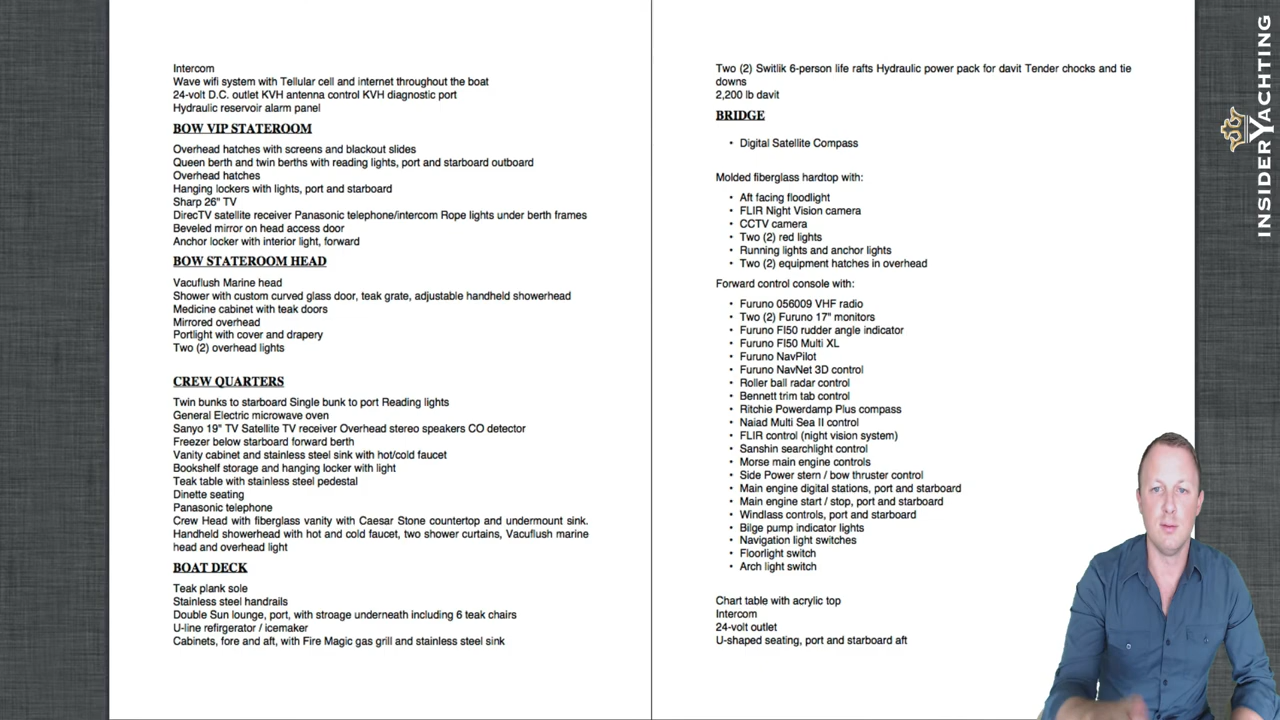 Intercom
Wave wifi system with Tellular cell and internet throughout the boat
24-volt D.C. outlet KVH antenna control KVH diagnostic port
Hydraulic reservoir alarm panel
BOW VIP STATEROOM
Overhead hatches with screens and blackout slides
Queen berth and twin berths with reading lights, port and starboard outboard
Overhead hatches
Hanging lockers with lights, port and starboard
Sharp 26" TV
DirecTV satellite receiver Panasonic telephone/intercom Rope lights under berth frames
Beveled mirror on head access door
Anchor locker with interior light, forward
BOW STATEROOM HEAD
Vacuflush Marine head
Shower with custom curved glass door, teak grate, adjustable handheld showerhead
Medicine cabinet with teak doors
Mirrored overhead
Portlight with cover and drapery
Two (2) overhead lights
CREW QUARTERS
Twin bunks to starboard Single bunk to port Reading lights
General Electric microwave oven
Sanyo 19" TV Satellite TV receiver Overhead stereo speakers CO detector
Freezer below starboard forward berth
Vanity cabinet and stainless steel sink with hot/cold faucet
Bookshelf storage and hanging locker with light
Teak table with stainless steel pedestal
Dinette seating
Panasonic telephone
Crew Head with fiberglass vanity with Caesar Stone countertop and undermount sink.
Handheld showerhead with hot and cold faucet, two shower curtains, Vacuflush marine
head and overhead light
BOAT DECK
Teak plank sole
Stainless steel handrails
Double Sun lounge, port, with stroage underneath including 6 teak chairs
U-line refirgerator / icemaker
Cabinets, fore and aft, with Fire Magic gas grill and stainless steel sink
Two (2) Switlik 6-person life rafts Hydraulic power pack for davit Tender chocks and tie
downs
2,200 lb davit
BRIDGE
• Digital Satellite Compass
Molded fiberglass hardtop with:
• Aft facing floodlight
• FLIR Night Vision camera
• CCTV camera
• Two (2) red lights
• Running lights and anchor lights
• Two (2) equipment hatches in overhead
Forward control console with:
• Furuno 056009 VHF radio
• Two (2) Furuno 17" monitors
• Furuno FI50 rudder angle indicator
• Furuno FI50 Multi XL
• Furuno NavPilot
• Furuno NavNet 3D control
• Roller ball radar control
• Bennett trim tab control
• Ritchie Powerdamp Plus compass
• Naiad Multi Sea II control
• FLIR control (night vision system)
• Sanshin searchlight control
• Morse main engine controls
• Side Power stern / bow thruster control
• Main engine digital stations, port and starboard
• Main engine start / stop, port and starboard
• Windlass controls, port and starboard
• Bilge pump indicator lights
• Navigation light switches
• Floorlight switch
• Arch light switch
Chart table with acrylic top
Intercom
24-volt outlet
U-shaped seating, port and starboard aft
INSIDERYACHTING